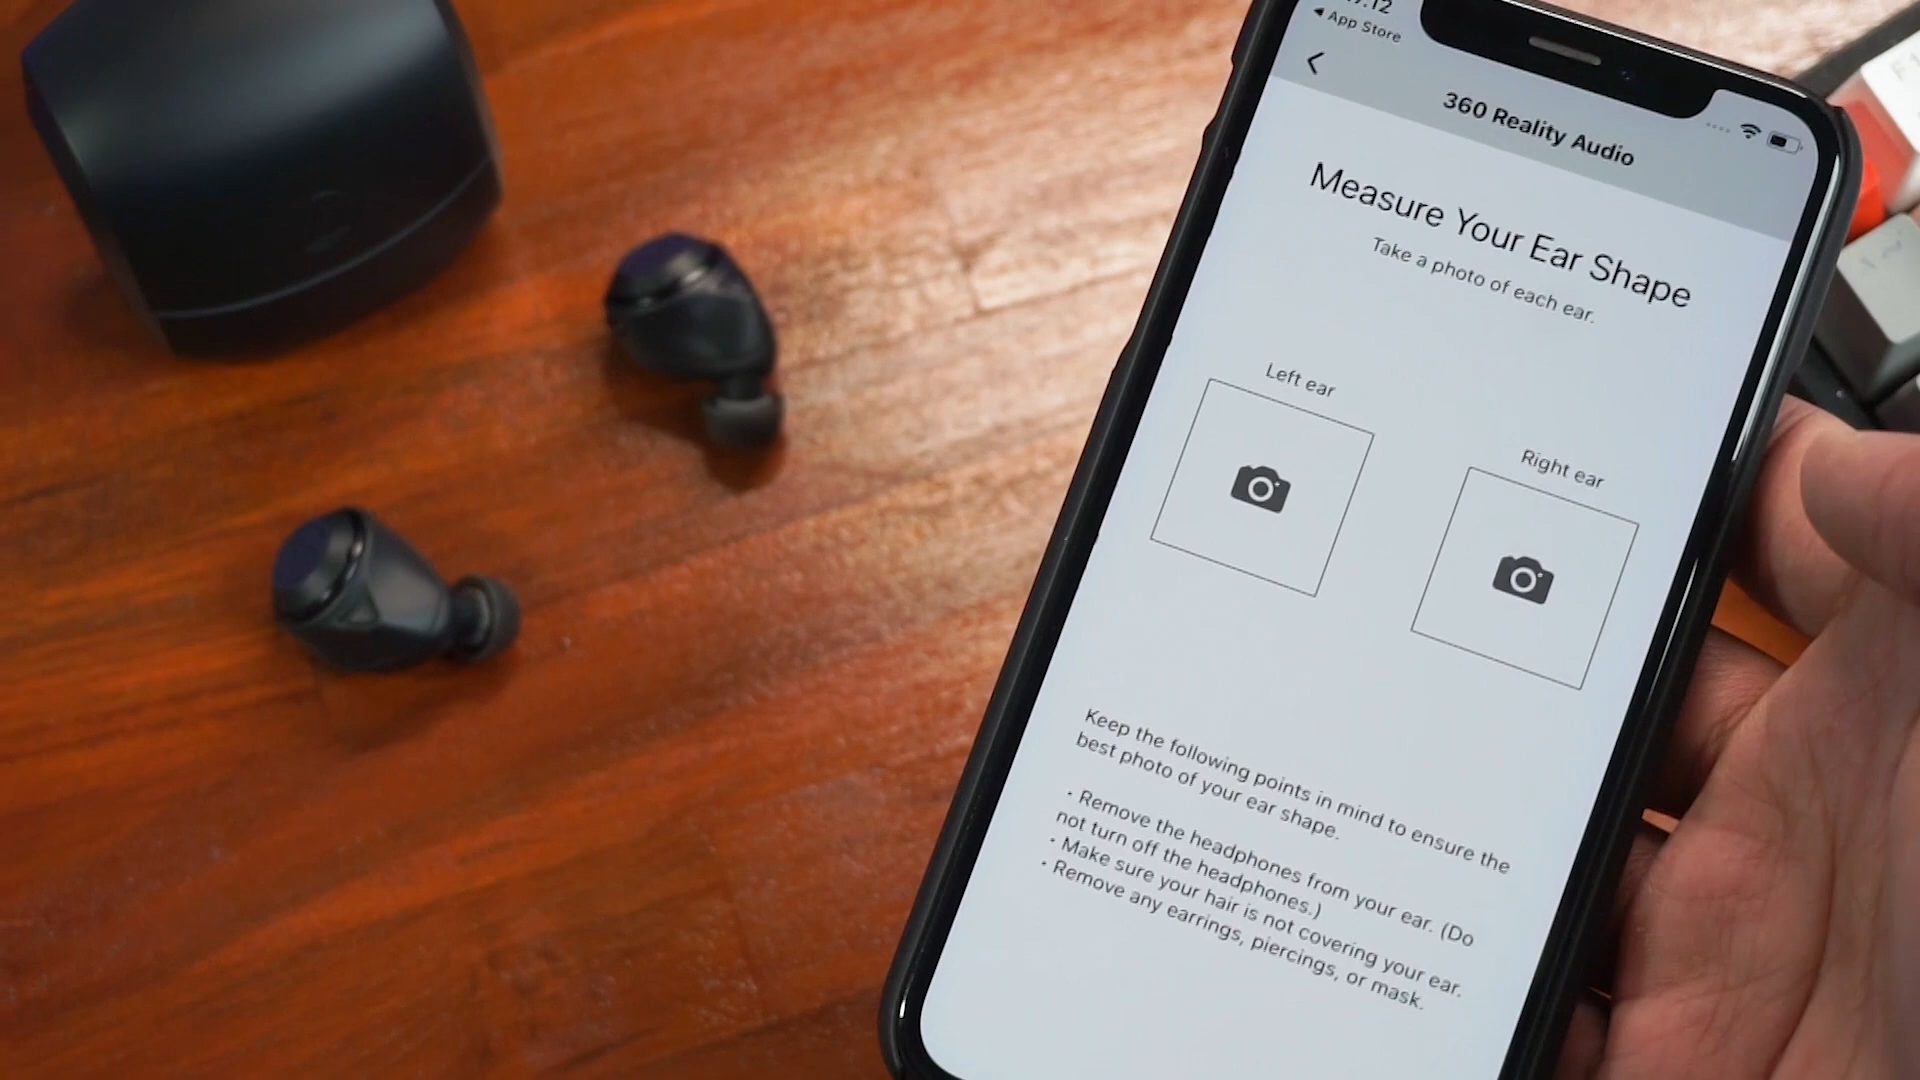 App Store
360 Reality Audio
Measure Your Ear Shape
Take a photo of each ear.
Left ear
Right ear
Keep the following points in mind to ensure the
best photo of your ear shape.
・Remove the headphones from your ear. (Do
not turn off the headphones.)
・Make sure your hair is not covering your ear.
・Remove any earrings, piercings, or mask.